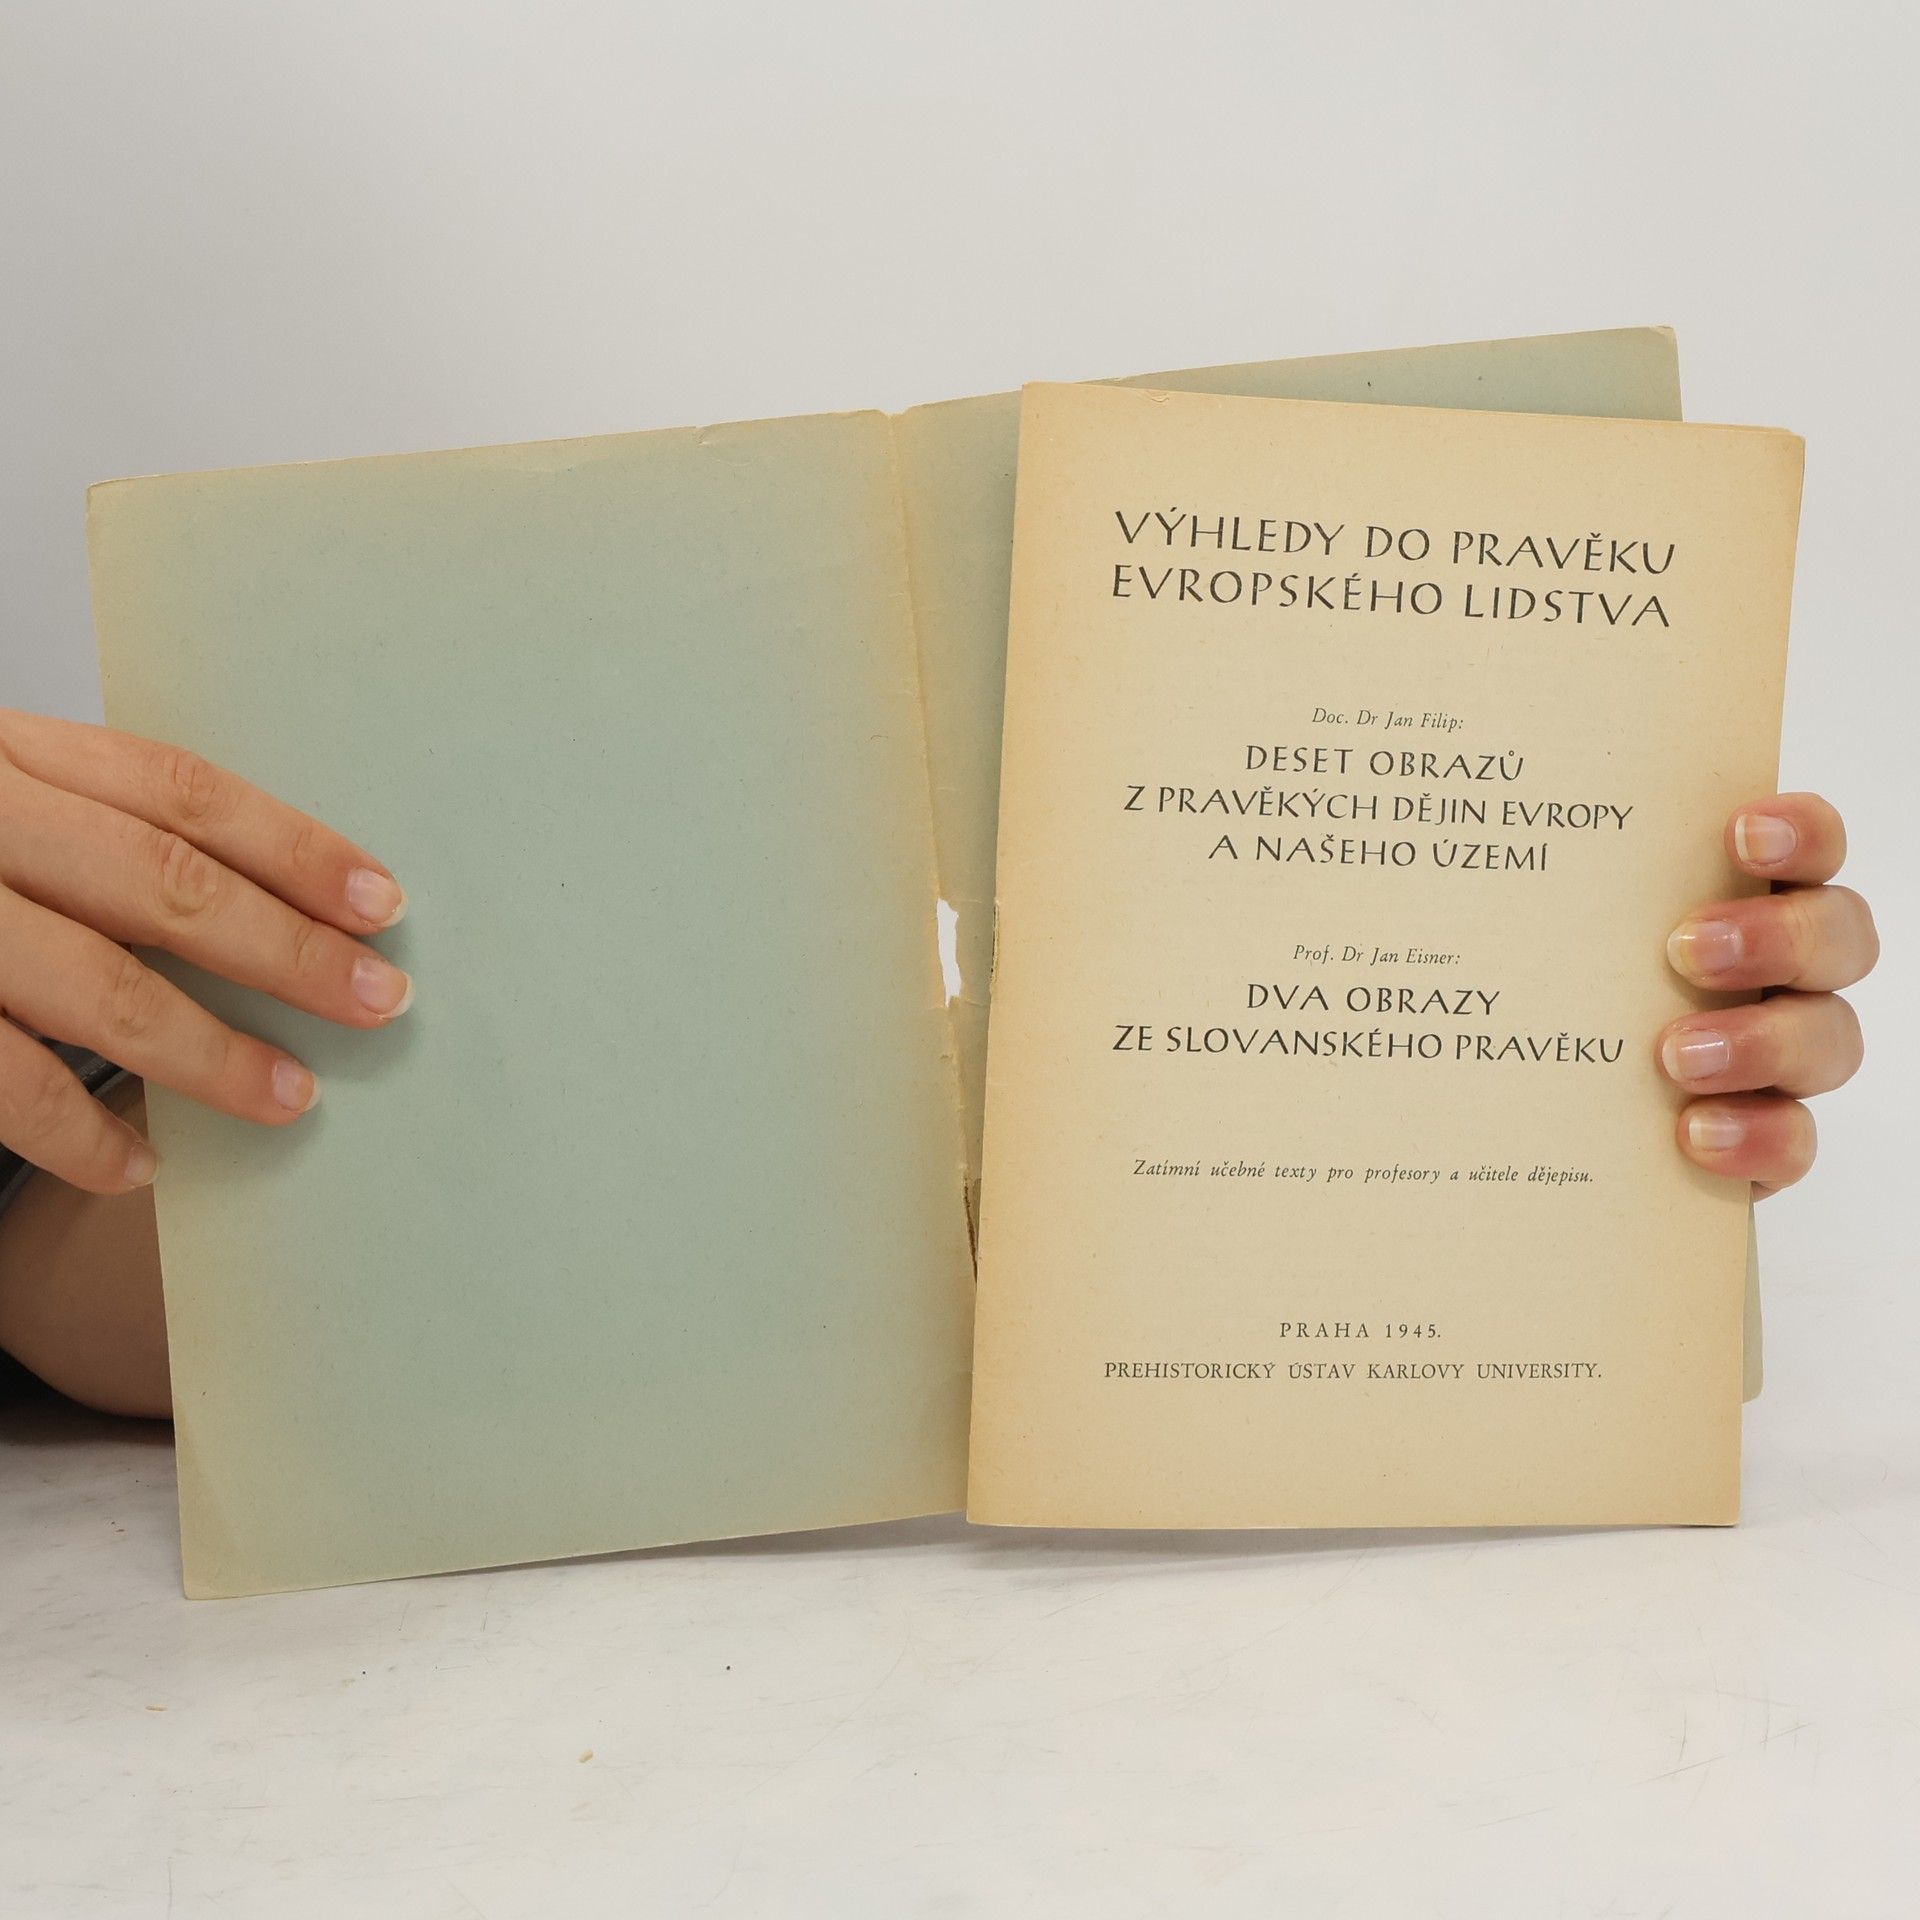 VÝHLEDY DO PRAVĚKU
EVROPSKÉHO LIDSTVA
Doc. Dr Jan Filip:
DESET OBRAZŮ
Z PRAVĚKÝCH DĚJIN EVROPY
A NAŠEHO ÚZEMÍ
Prof. Dr Jan Eisner:
DVA OBRAZY
ZE SLOVANSKÉHO PRAVĚKU
Zatímní učebné texty pro profesory a učitele dějepisu.
PRAHA 1945.
PREHISTORICKÝ ÚSTAV KARLOVY UNIVERSITY.